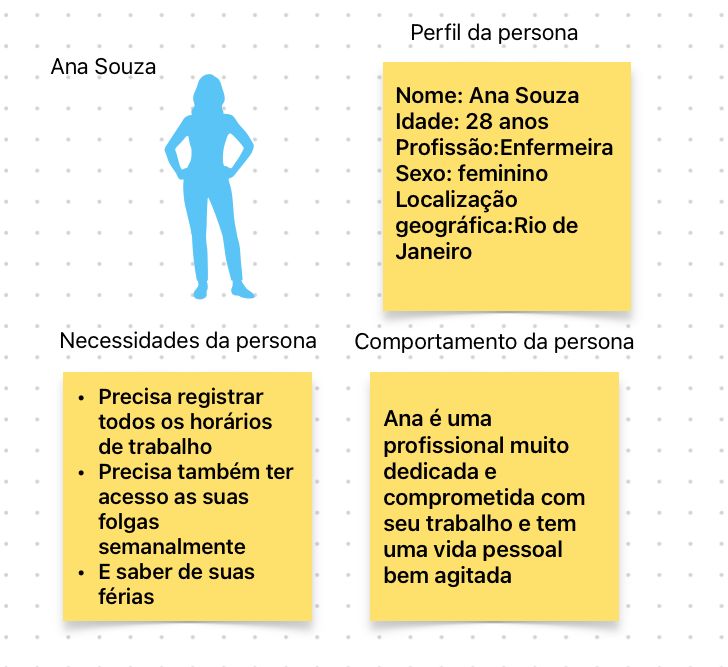 Ana Souza
Perfil da persona
Nome: Ana Souza
Idade: 28 anos
Profissão:Enfermeira
Sexo: feminino
Localização
geográfica:Rio de
Janeiro
Necessidades da persona
• Precisa registrar
todos os horários
de trabalho
• Precisa também ter
acesso as suas
folgas
semanalmente
• E saber de suas
férias
Comportamento da persona
Ana é uma
profissional muito
dedicada e
comprometida com
seu trabalho e tem
uma vida pessoal
bem agitada